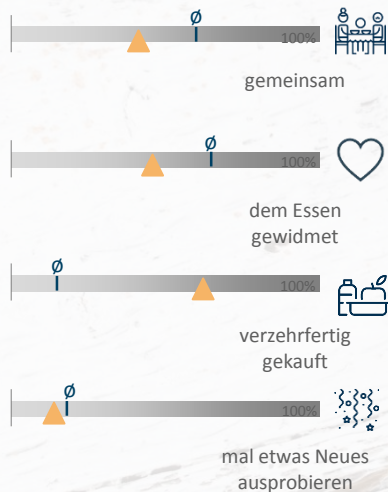 Ø
100%
gemeinsam
Ø
100%
dem Essen
gewidmet
Ø
100%
verzehrfertig
gekauft
Ø
100%
mal etwas Neues
ausprobieren